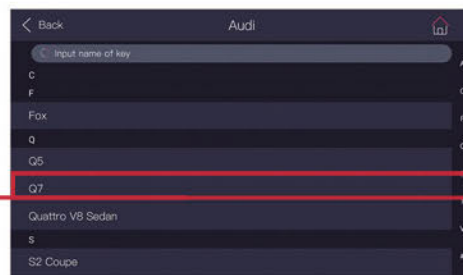 Back
Audi
Input name of key
C
F
Fox
Q
Q5
Q7
Quattro V8 Sedan
S
S2 Coupe